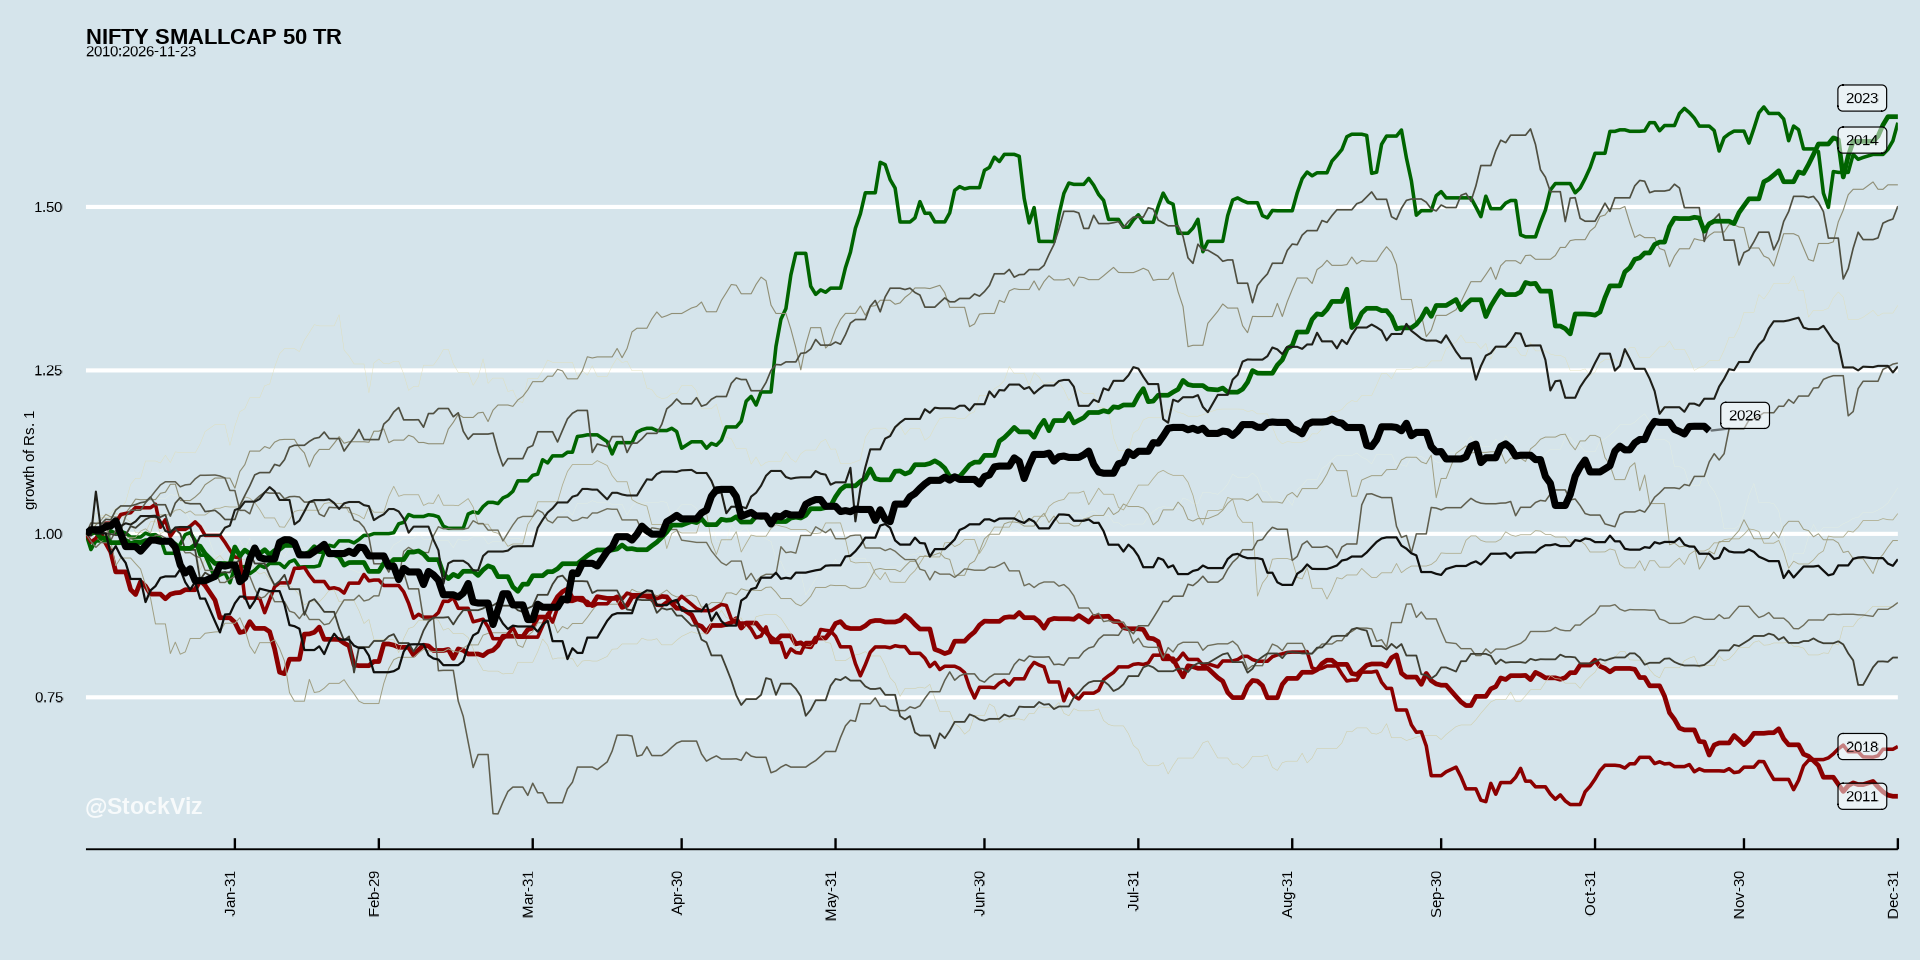 NIFTY SMALLCAP 50 TR
2010:2026-11-23
growth of Rs. 1
1.50
1.25
1.00
0.75
2023
2014
2026
2018
2011
@StockViz
Jan-31
Feb-29
Mar-31
Apr-30
May-31
Jun-30
Jul-31
Aug-31
Sep-30
Oct-31
Nov-30
Dec-31